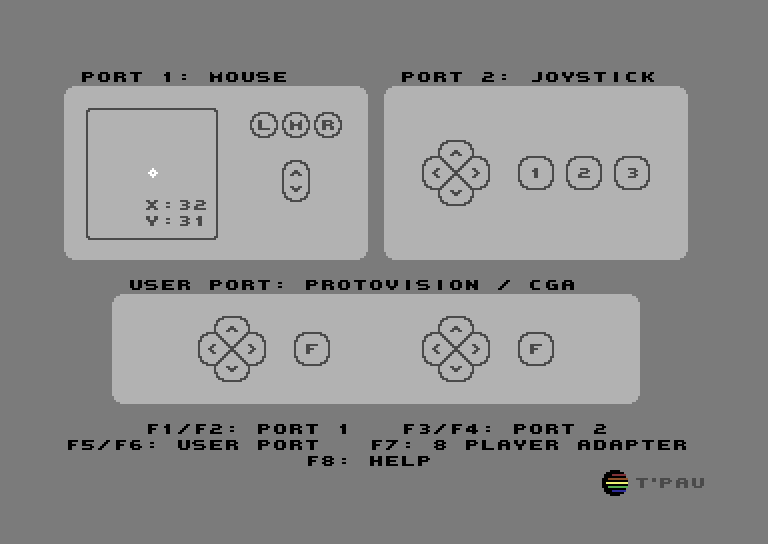 PORT 1: MOUSE
PORT 2: JOYSTICK
L M R
X:32
Y:31
1 2 3
USER PORT: PROTOVISION / CGA
F F
F1/F2: PORT 1 F3/F4: PORT 2
F5/F6: USER PORT F7: 8 PLAYER ADAPTER
F8: HELP
T'PAU